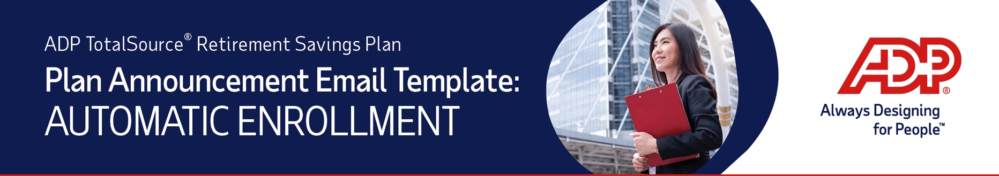 ADP TotalSource® Retirement Savings Plan
Plan Announcement Email Template:
AUTOMATIC ENROLLMENT
ADP®
Always Designing
for People™